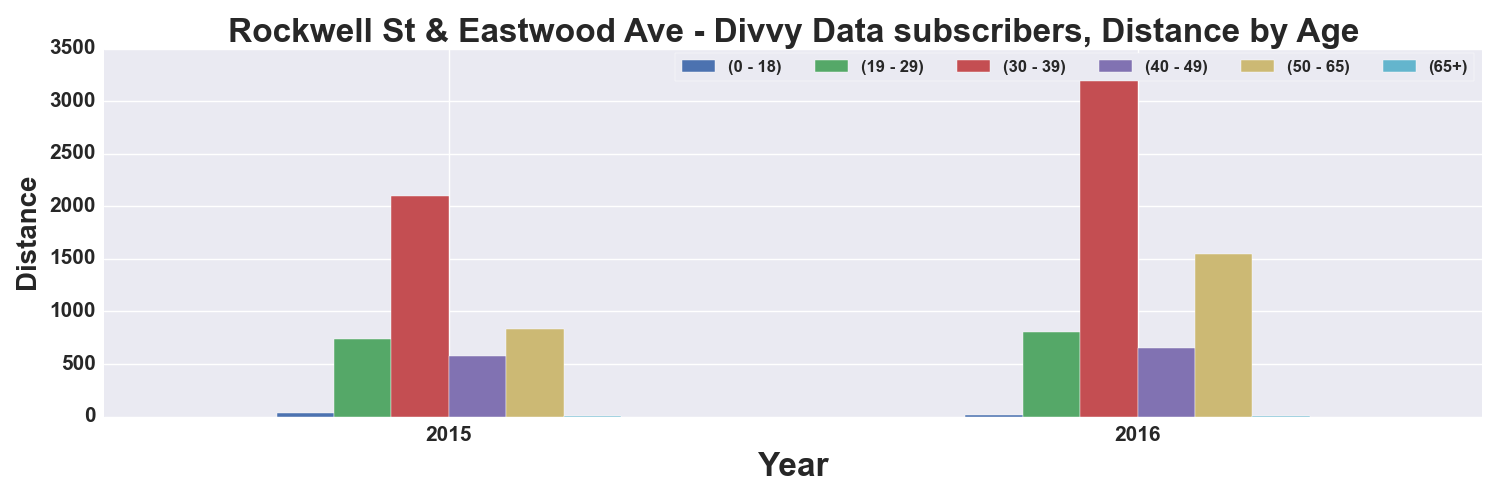 Rockwell St & Eastwood Ave - Divvy Data subscribers, Distance by Age
(0 - 18) (19 - 29) (30 - 39) (40 - 49) (50 - 65) (65+)
Distance
3500
3000
2500
2000
1500
1000
500
0
2015 2016
Year